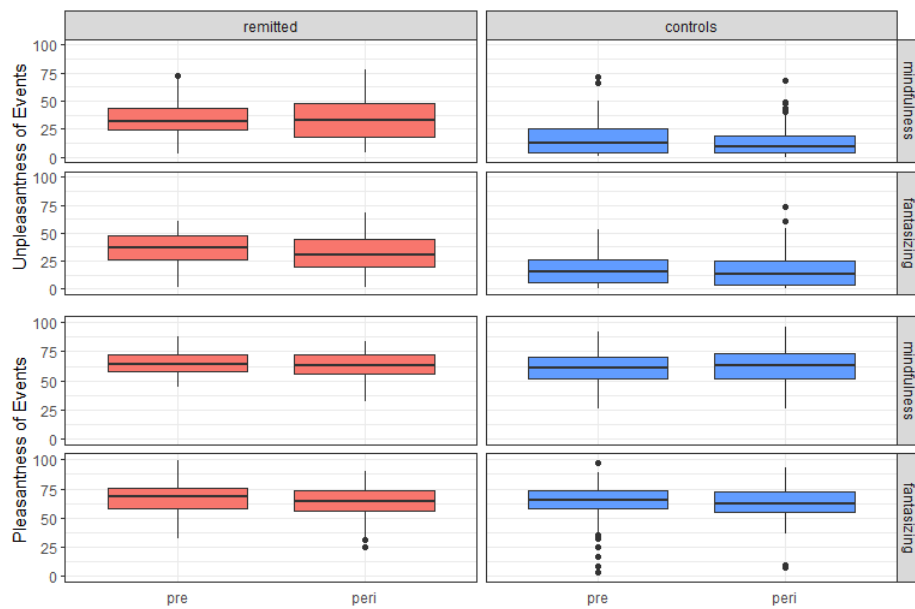 remitted
controls
Unpleasantness of Events
100
75
50
25
0
mindfulness
100
75
50
25
0
fantasizing
Pleasantness of Events
100
75
50
25
0
mindfulness
100
75
50
25
0
fantasizing
pre
peri
pre
peri